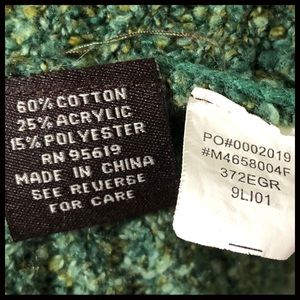 60% COTTON
25% ACRYLIC
15% POLYESTER
RN 95619
MADE IN CHINA
SEE REVERSE
FOR CARE
PO#0002019
#M4658004F
372EGR
9LI01